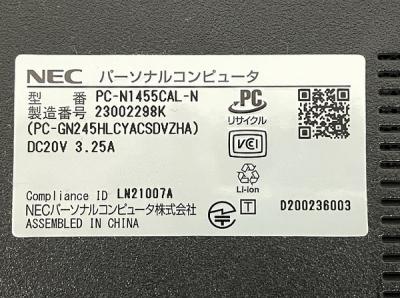 NEC パーソナルコンピュータ
型 番 PC-N1455CAL-N
製造番号 23002298K
(PC-GN245HLCYACSDVZHA)
DC20V 3.25A
PC
リサイクル
VCI
Li-ion
Compliance ID LN21007A
NECパーソナルコンピュータ株式会社
ASSEMBLED IN CHINA
T
D200236003